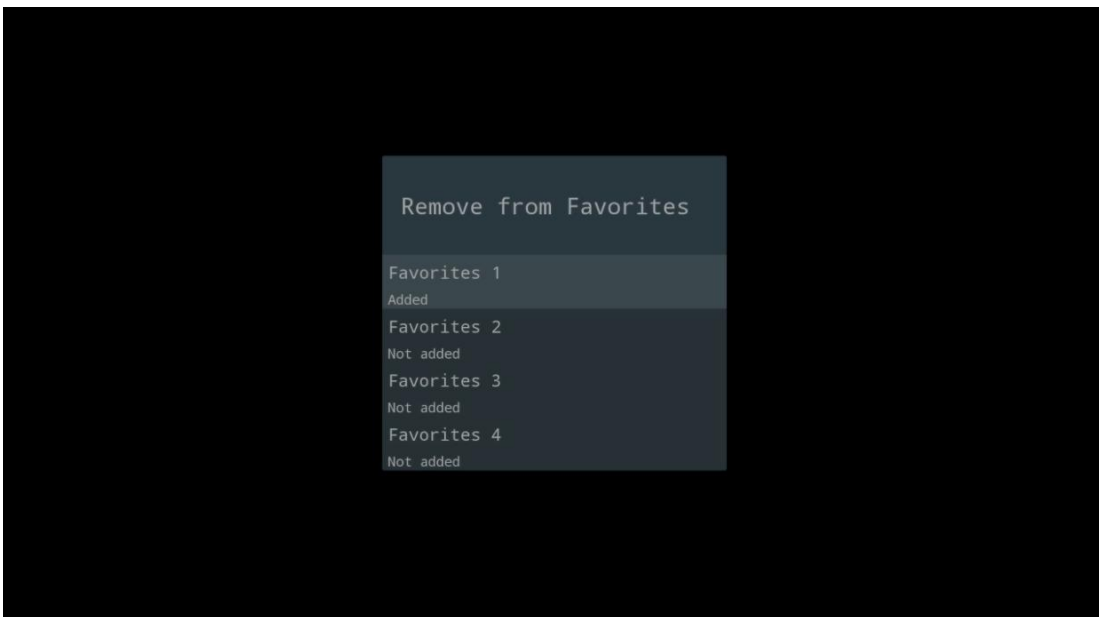 Remove from Favorites
Favorites 1
Added
Favorites 2
Not added
Favorites 3
Not added
Favorites 4
Not added